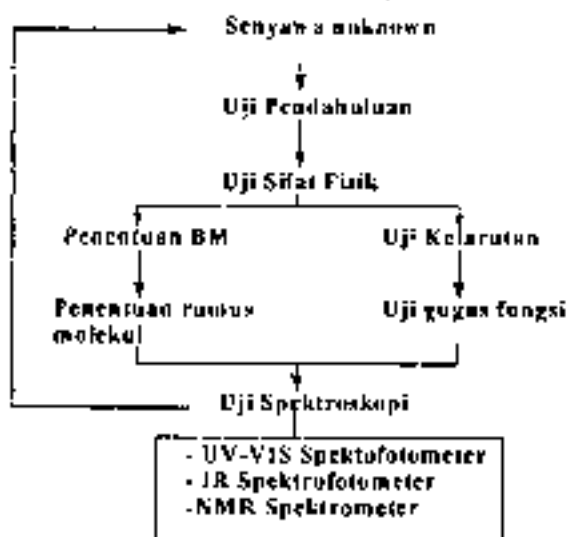 Senyawa unknown
Uji Pendahuluan
Uji Sifat Fisik
Penentuan BM
Uji Kelarutan
Penentuan rumus
molekul
Uji gugus fungsi
Uji Spektroskopi
- UV-VIS Spektofotometer
- IR Spektrofotometer
-NMR Spektrometer